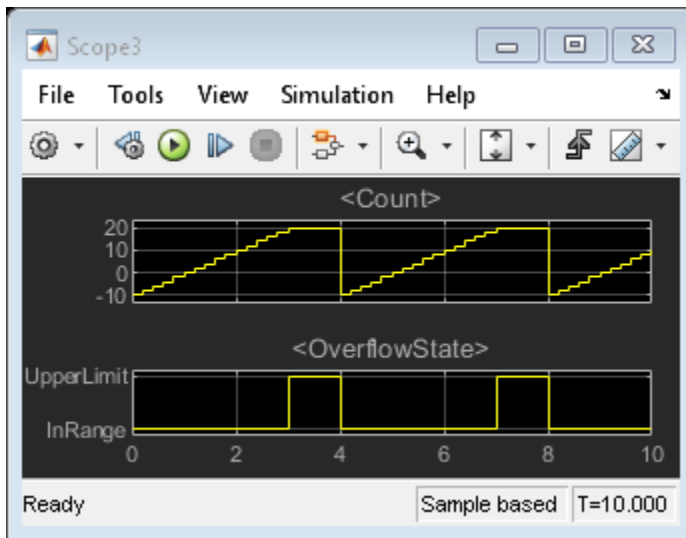 Scope3
File Tools View Simulation Help
<Count>
20
10
0
-10
<OverflowState>
UpperLimit
InRange
0 2 4 6 8 10
Ready Sample based T=10.000